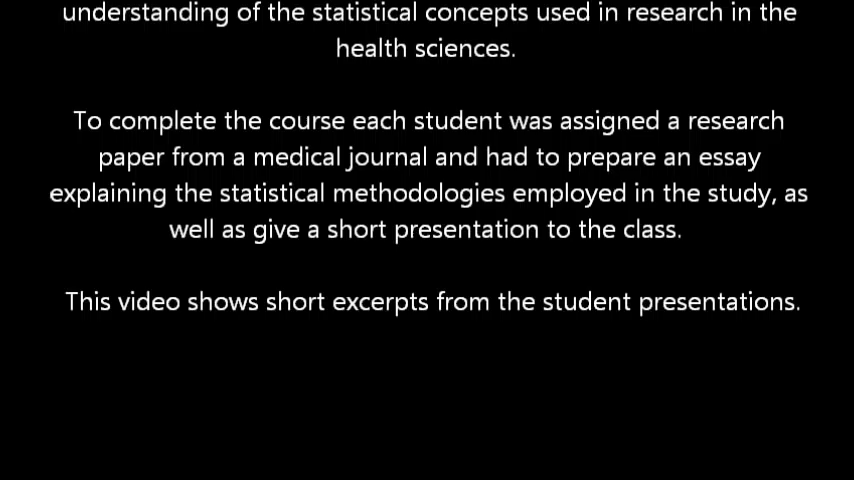 understanding of the statistical concepts used in research in the
health sciences.
To complete the course each student was assigned a research
paper from a medical journal and had to prepare an essay
explaining the statistical methodologies employed in the study, as
well as give a short presentation to the class.
This video shows short excerpts from the student presentations.